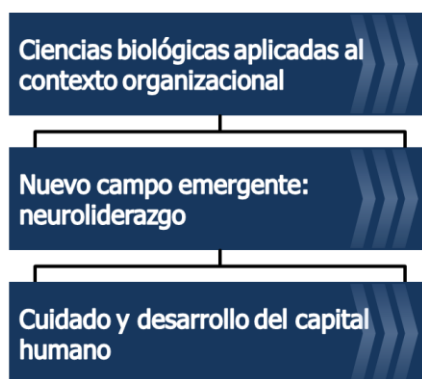 Ciencias biológicas aplicadas al
contexto organizacional
Nuevo campo emergente:
neuroliderazgo
Cuidado y desarrollo del capital
humano